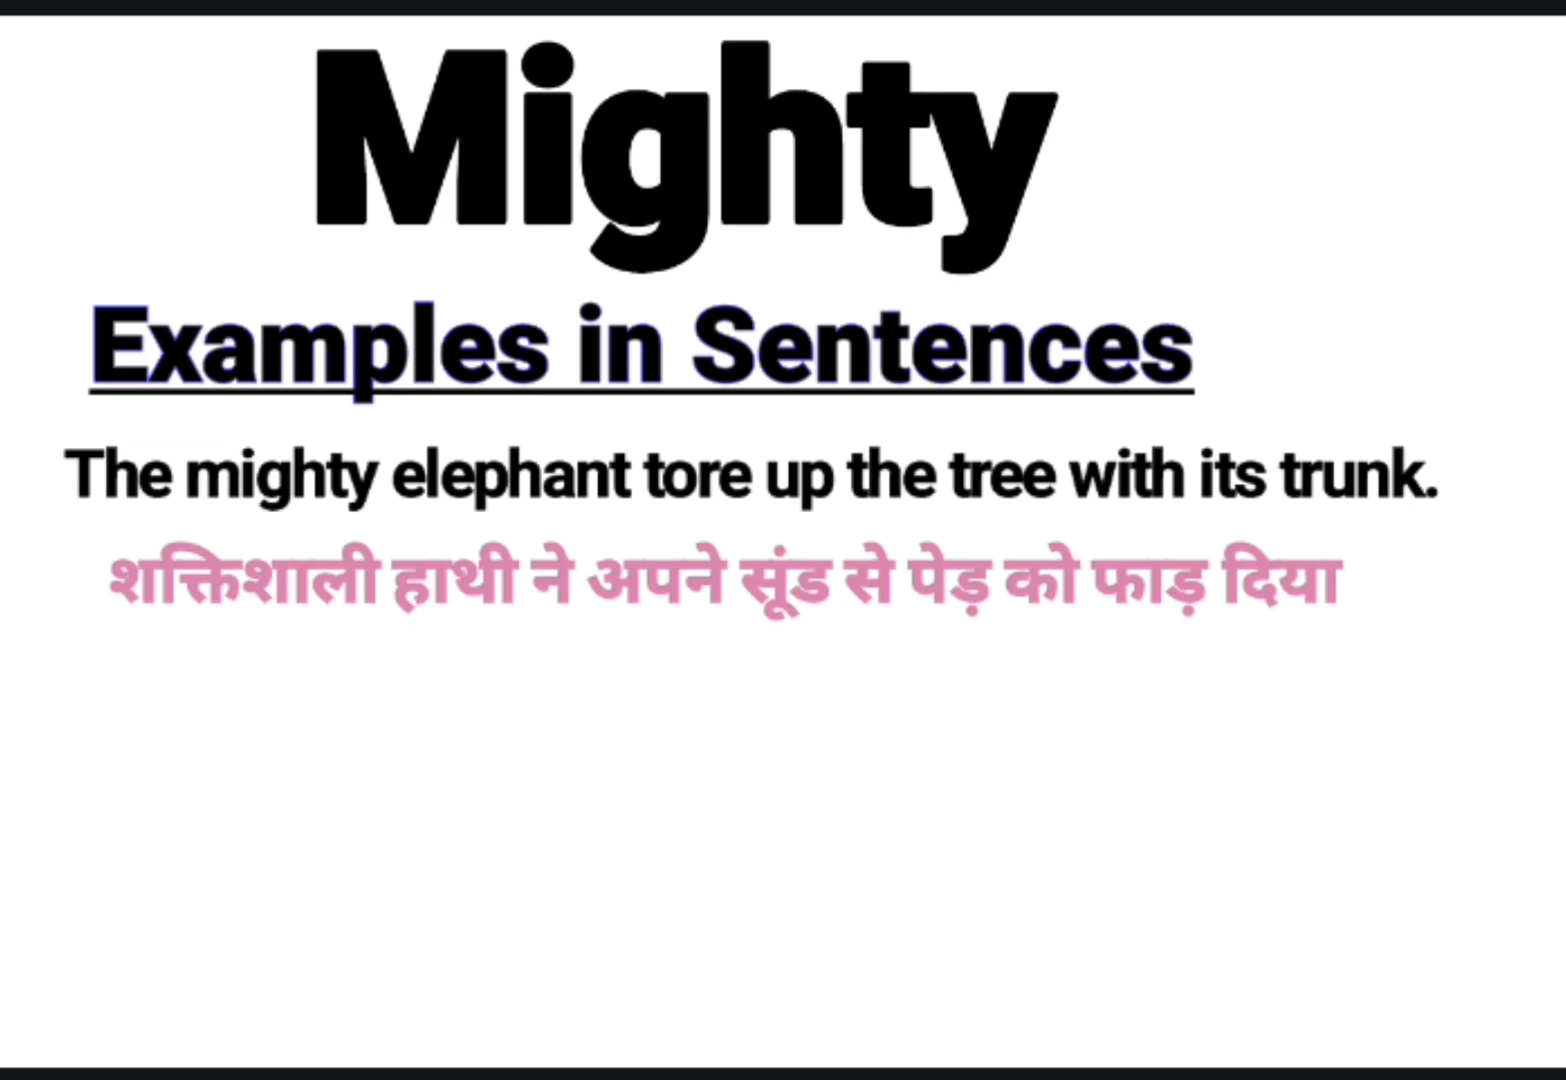 Mighty
Examples in Sentences
The mighty elephant tore up the tree with its trunk.
शक्तिशाली हाथी ने अपने सूंड से पेड़ को फाड़ दिया